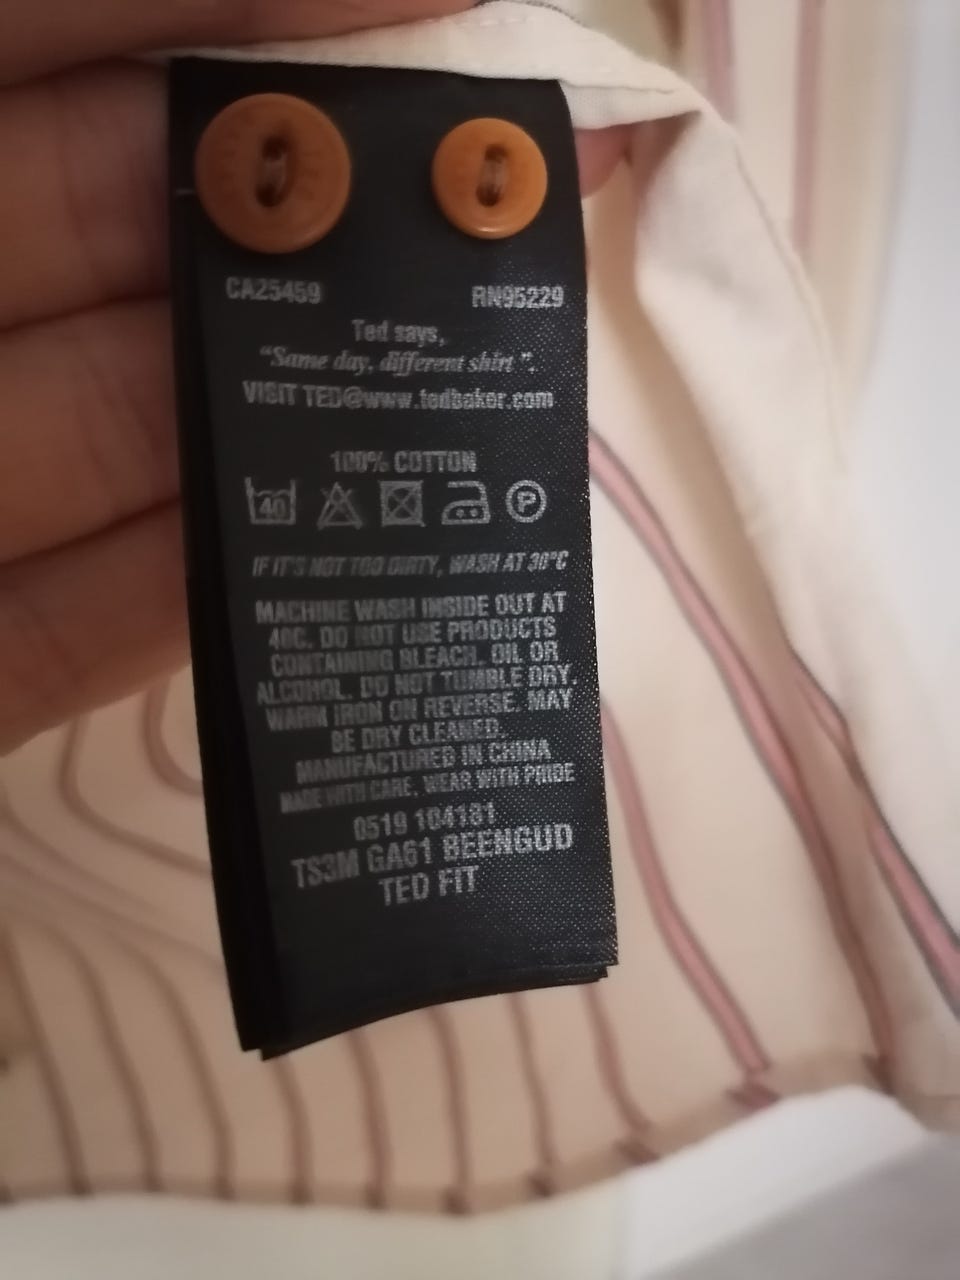 CA25459 RN95229
Ted says,
“Same day, different shirt”.
VISIT TED@www.tedbaker.com
100% COTTON
40 P
IF IT'S NOT TOO DIRTY, WASH AT 30°C
MACHINE WASH INSIDE OUT AT
40C. DO NOT USE PRODUCTS
CONTAINING BLEACH, OIL OR
ALCOHOL. DO NOT TUMBLE DRY.
WARM IRON ON REVERSE. MAY
BE DRY CLEANED.
MANUFACTURED IN CHINA
MADE WITH CARE. WEAR WITH PRIDE
0519 104181
TS3M GA61 BEENGUD
TED FIT